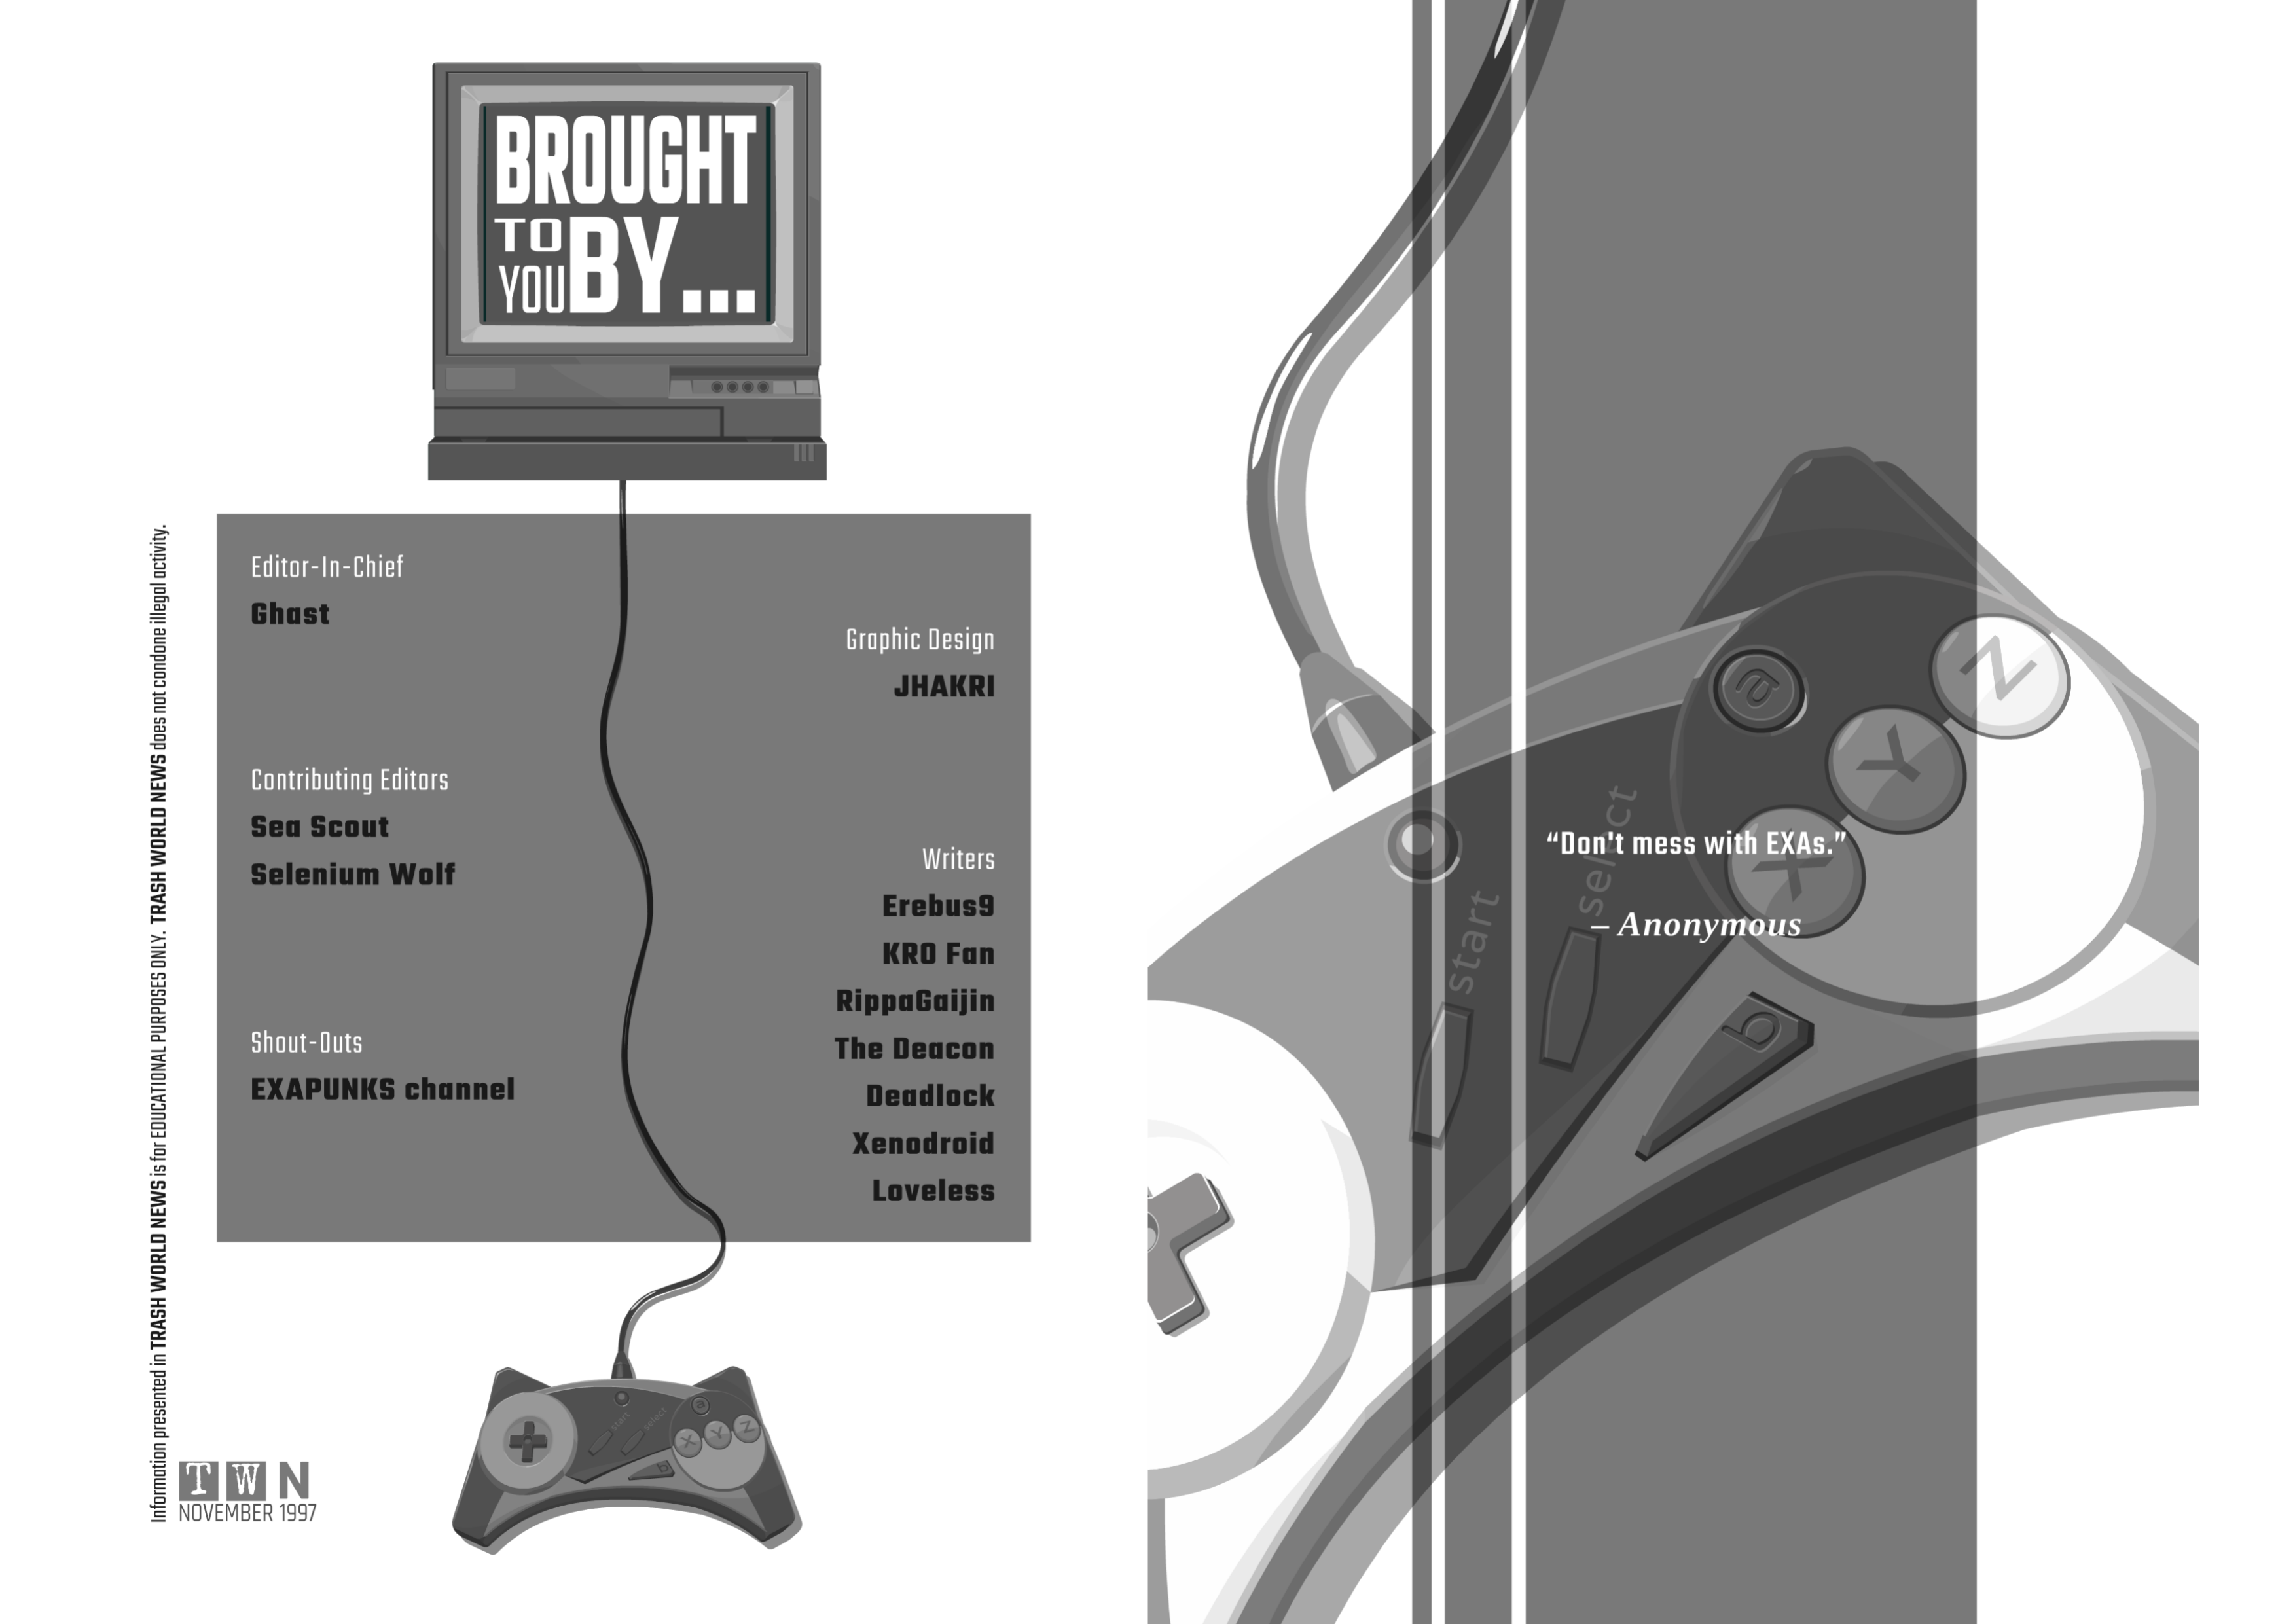 BROUGHT
TO
YOU BY...
Editor-In-Chief
Ghast
Contributing Editors
Sea Scout
Selenium Wolf
Shout-Outs
EXAPUNKS channel
Graphic Design
JHAKRI
Writers
Erebus9
KRO Fan
RippaGaijin
The Deacon
Deadlock
Xenodroid
Loveless
Information presented in TRASH WORLD NEWS is for EDUCATIONAL PURPOSES ONLY. TRASH WORLD NEWS does not condone illegal activity.
TWN
NOVEMBER 1997
start
select
a
X
Y
Z
b
a
Z
Y
X
select
start
b
“Don't mess with EXAs.”
– Anonymous